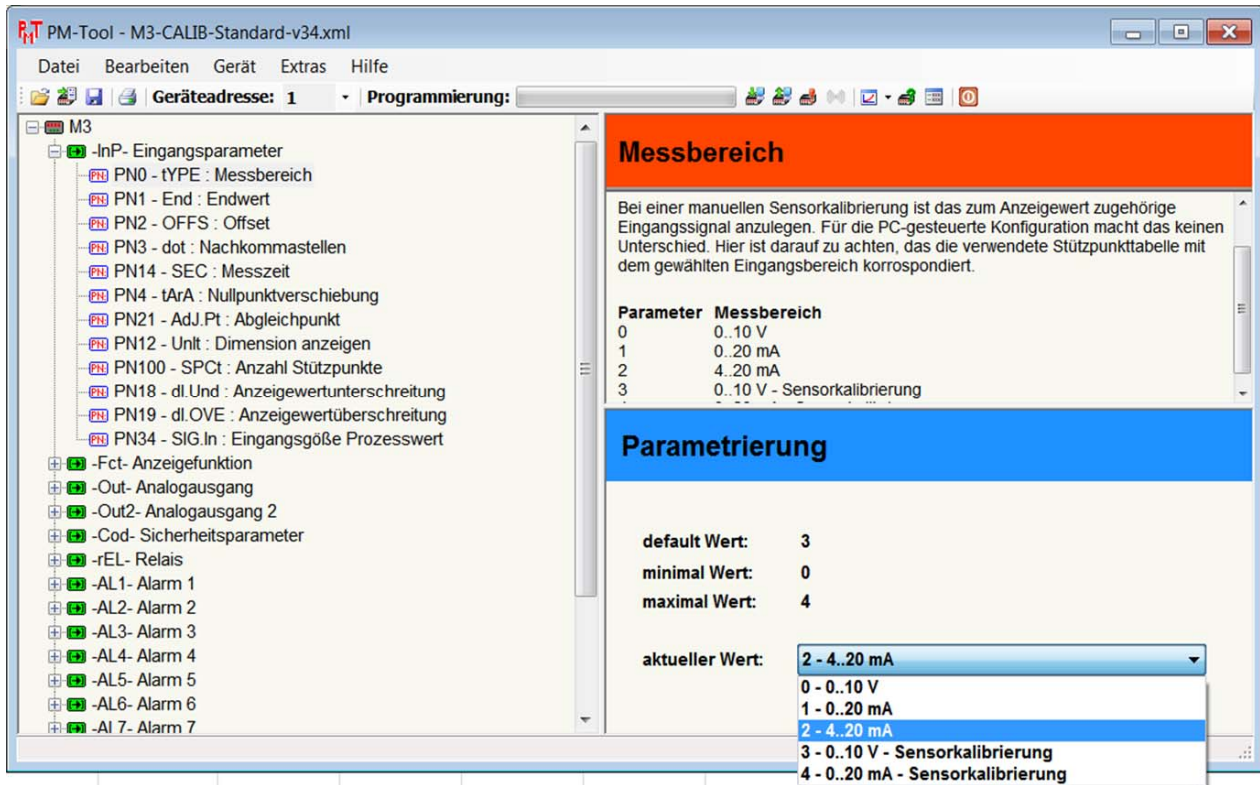 PM-Tool - M3-CALIB-Standard-v34.xml
Datei Bearbeiten Gerät Extras Hilfe
Geräteadresse: 1 Programmierung:
M3
-InP- Eingangsparameter
PN0 - tYPE : Messbereich
PN1 - End : Endwert
PN2 - OFFS : Offset
PN3 - dot : Nachkommastellen
PN14 - SEC : Messzeit
PN4 - tArA : Nullpunktverschiebung
PN21 - AdJ.Pt : Abgleichpunkt
PN12 - UnIt : Dimension anzeigen
PN100 - SPCt : Anzahl Stützpunkte
PN18 - dI.Und : Anzeigewertunterschreitung
PN19 - dI.OVE : Anzeigewertüberschreitung
PN34 - SIG.In : Eingangsgöße Prozesswert
-Fct- Anzeigefunktion
-Out- Analogausgang
-Out2- Analogausgang 2
-Cod- Sicherheitsparameter
-rEL- Relais
-AL1- Alarm 1
-AL2- Alarm 2
-AL3- Alarm 3
-AL4- Alarm 4
-AL5- Alarm 5
-AL6- Alarm 6
-AL7- Alarm 7
Messbereich
Bei einer manuellen Sensorkalibrierung ist das zum Anzeigewert zugehörige
Eingangssignal anzulegen. Für die PC-gesteuerte Konfiguration macht das keinen
Unterschied. Hier ist darauf zu achten, das die verwendete Stützpunkttabelle mit
dem gewählten Eingangsbereich korrospondiert.
Parameter Messbereich
0 0..10 V
1 0..20 mA
2 4..20 mA
3 0..10 V - Sensorkalibrierung
Parametrierung
default Wert: 3
minimal Wert: 0
maximal Wert: 4
aktueller Wert: 2 - 4..20 mA
0 - 0..10 V
1 - 0..20 mA
2 - 4..20 mA
3 - 0..10 V - Sensorkalibrierung
4 - 0..20 mA - Sensorkalibrierung